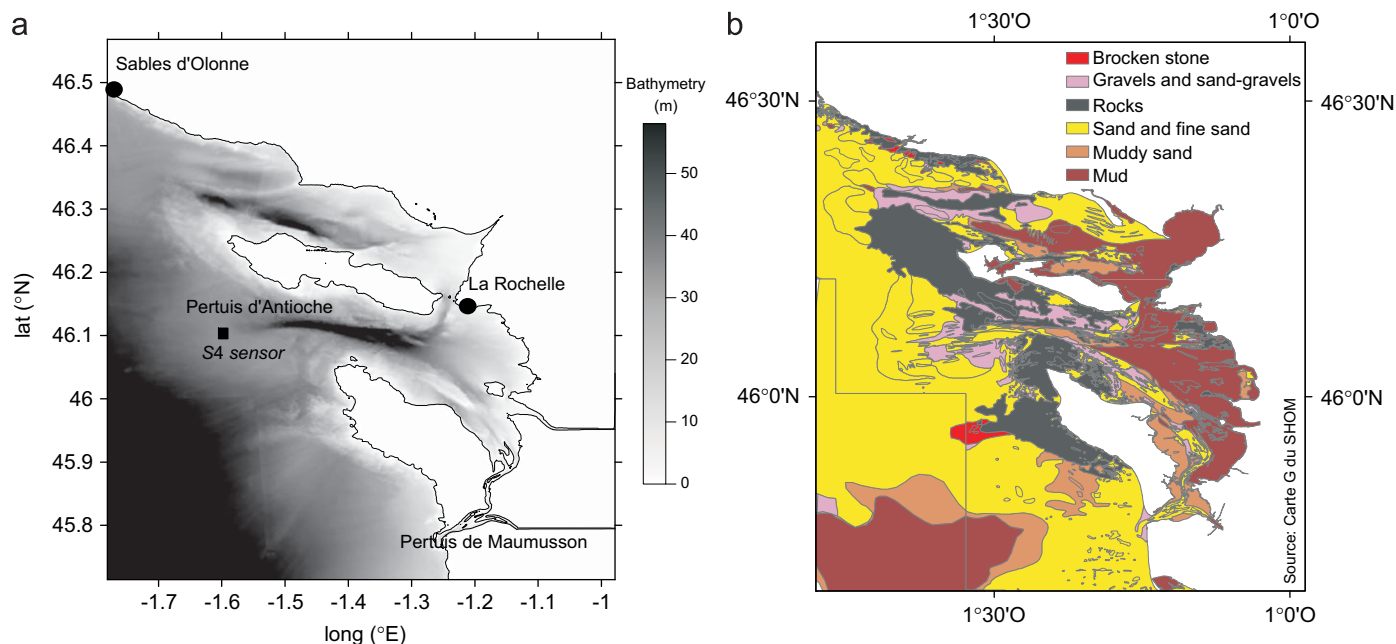 a
Sables d'Olonne
Bathymetry
(m)
50
40
30
20
10
0
46.5
46.4
46.3
46.2
46.1
46
45.9
45.8
lat (°N)
La Rochelle
Pertuis d'Antioche
S4 sensor
Pertuis de Maumusson
-1.7
-1.6
-1.5
-1.4
-1.3
-1.2
-1.1
-1
long (°E)
b
1°30'O
1°0'O
46°30'N
46°30'N
46°0'N
46°0'N
Brocken stone
Gravels and sand-gravels
Rocks
Sand and fine sand
Muddy sand
Mud
Source: Carte G du SHOM
1°30'O
1°0'O